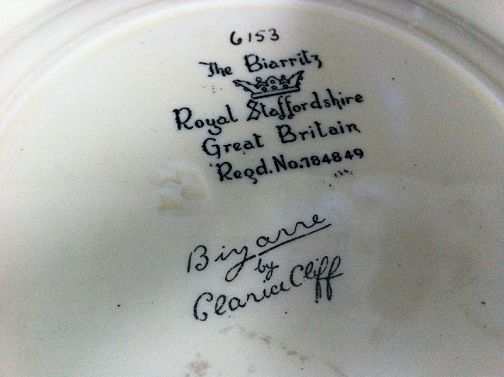 6153
The Biarritz
Royal Staffordshire
Great Britain
Regd.No.784849
Bizarre
by
Clarice Cliff